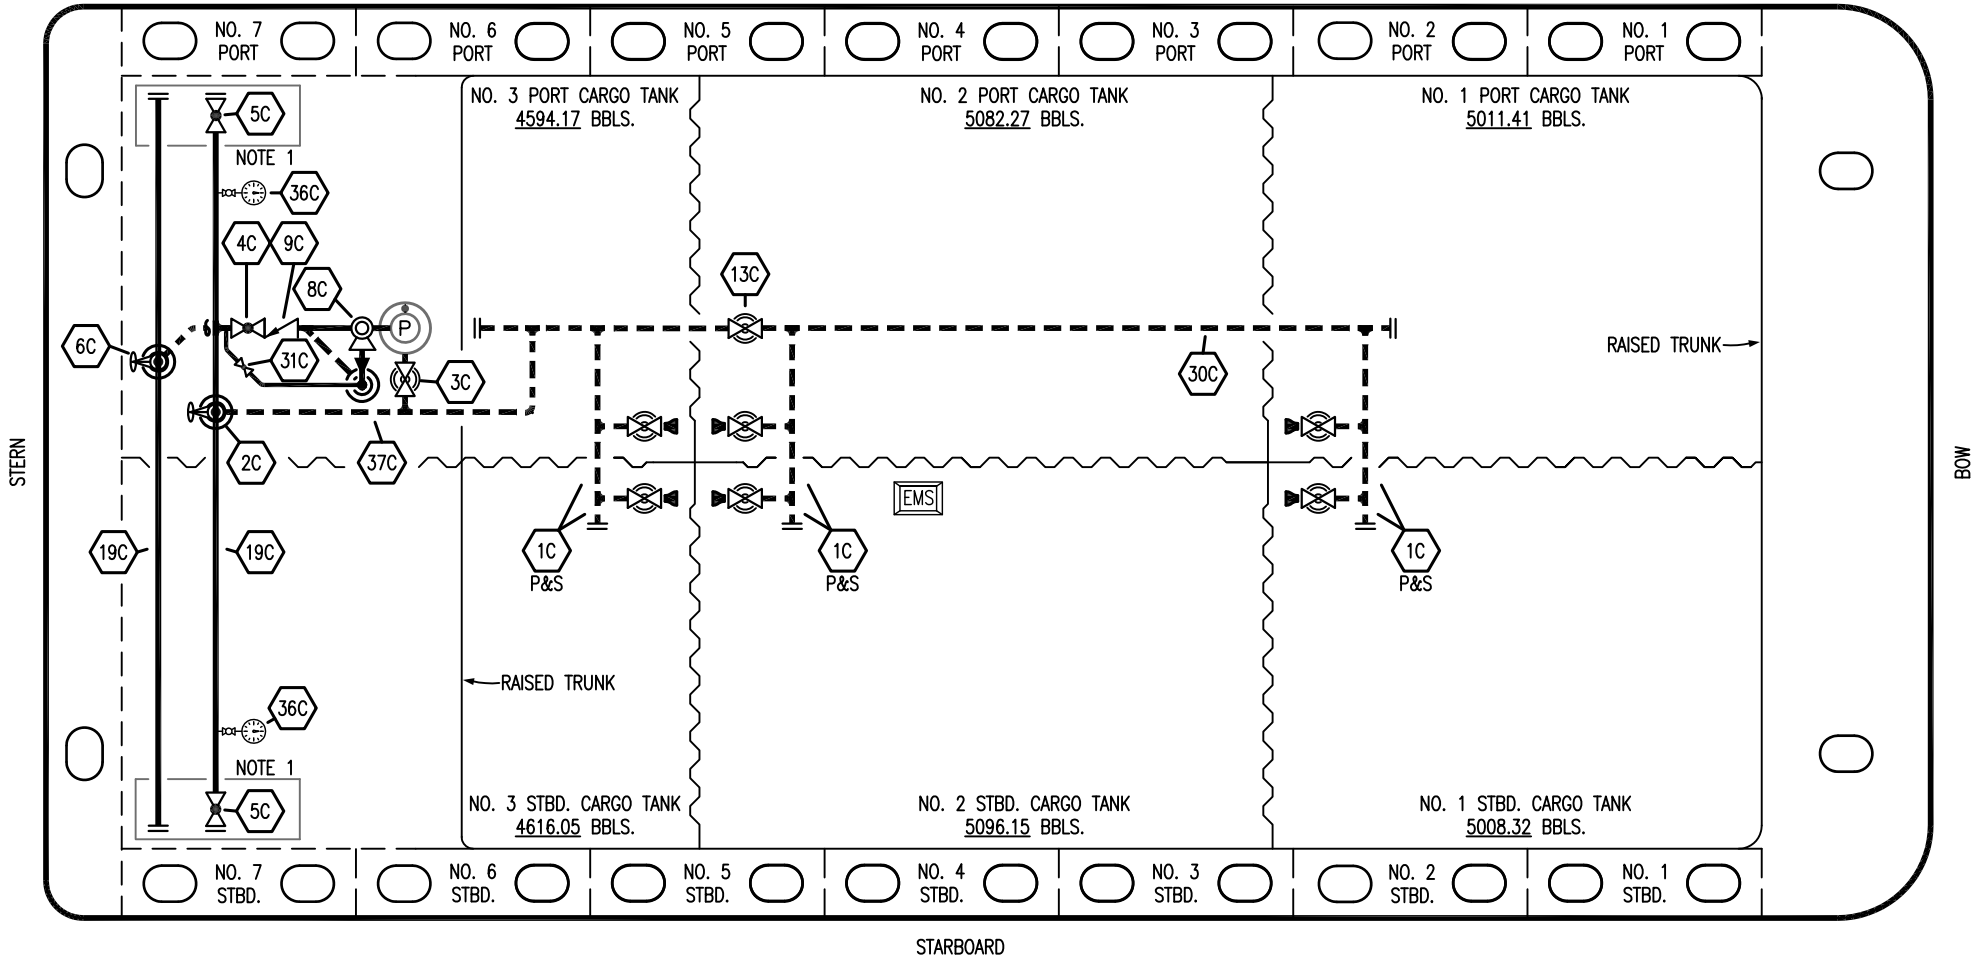 NO. 7
PORT
NO. 6
PORT
NO. 5
PORT
NO. 4
PORT
NO. 3
PORT
NO. 2
PORT
NO. 1
PORT
NO. 3 PORT CARGO TANK
4594.17 BBLS.
NO. 2 PORT CARGO TANK
5082.27 BBLS.
NO. 1 PORT CARGO TANK
5011.41 BBLS.
5C
NOTE 1
36C
4C
9C
8C
13C
P
6C
31C
3C
30C
RAISED TRUNK
2C
37C
STERN
BOW
EMS
19C
19C
1C
P&S
1C
P&S
1C
P&S
RAISED TRUNK
36C
NOTE 1
5C
NO. 3 STBD. CARGO TANK
4616.05 BBLS.
NO. 2 STBD. CARGO TANK
5096.15 BBLS.
NO. 1 STBD. CARGO TANK
5008.32 BBLS.
NO. 7
STBD.
NO. 6
STBD.
NO. 5
STBD.
NO. 4
STBD.
NO. 3
STBD.
NO. 2
STBD.
NO. 1
STBD.
STARBOARD